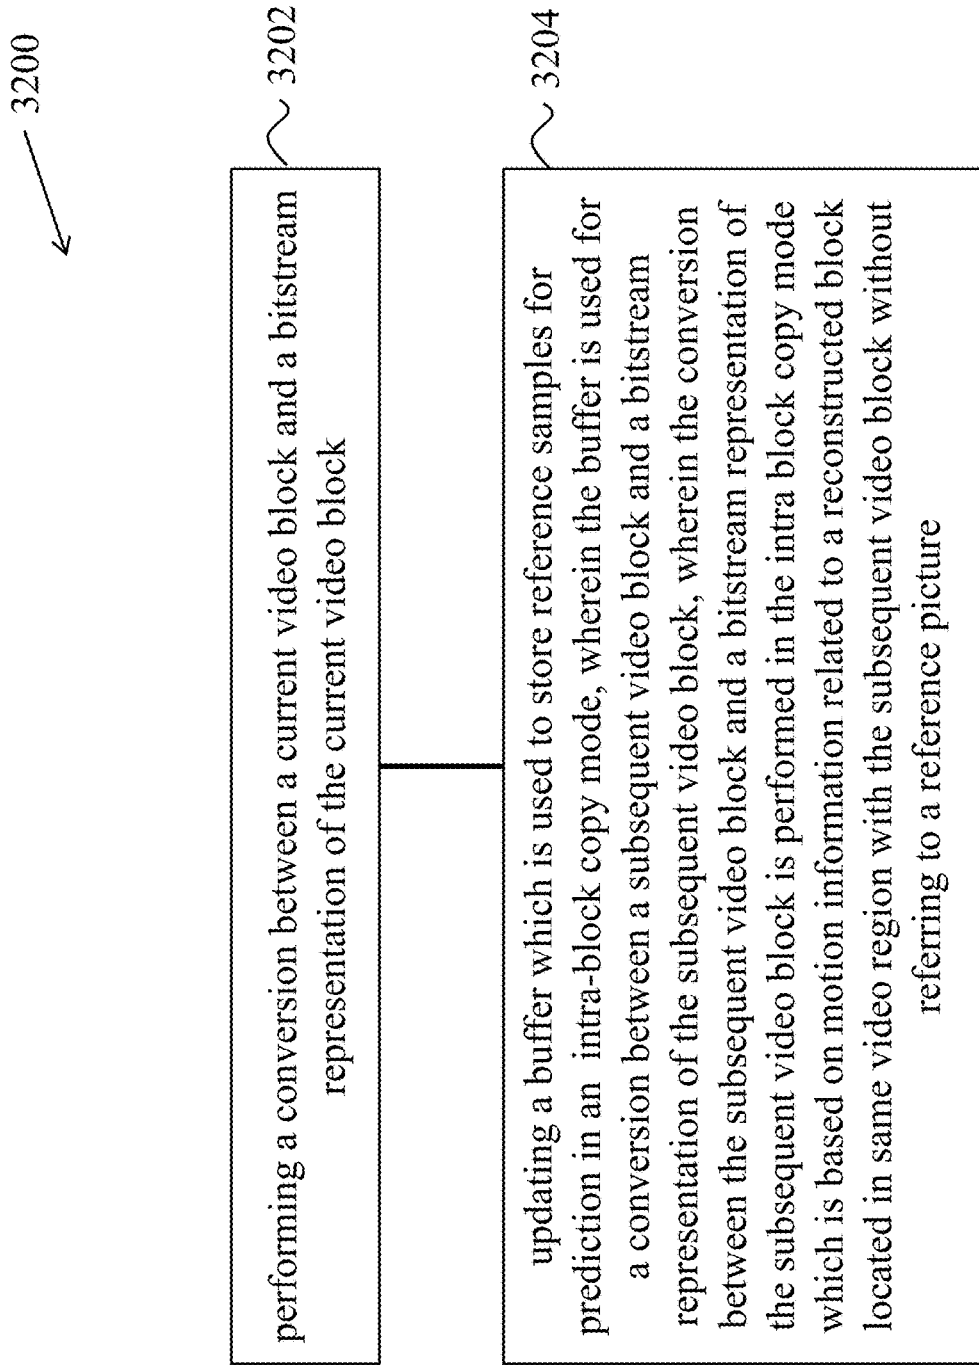 3200
3202
performing a conversion between a current video block and a bitstream
representation of the current video block
3204
updating a buffer which is used to store reference samples for
prediction in an intra-block copy mode, wherein the buffer is used for
a conversion between a subsequent video block and a bitstream
representation of the subsequent video block, wherein the conversion
between the subsequent video block and a bitstream representation of
the subsequent video block is performed in the intra block copy mode
which is based on motion information related to a reconstructed block
located in same video region with the subsequent video block without
referring to a reference picture